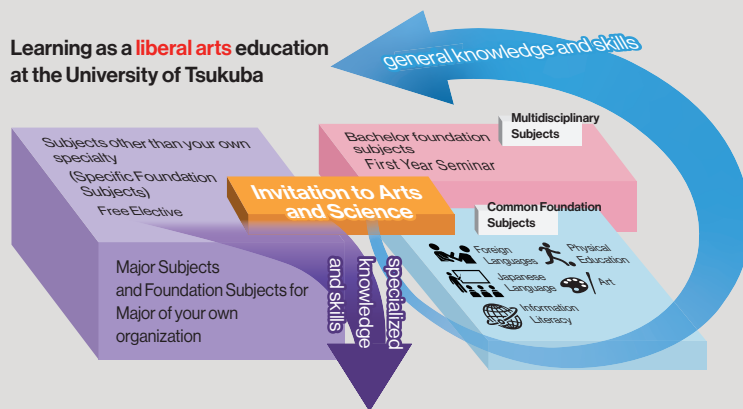 Learning as a liberal arts education
at the University of Tsukuba
general knowledge and skills
Multidisciplinary
Subjects
Bachelor foundation
subjects
First Year Seminar
Subjects other than your own
specialty
(Specific Foundation
Subjects)
Free Elective
Invitation to Arts
and Science
Common Foundation
Subjects
Foreign
Languages
Physical
Education
Japanese
Language
Art
Information
Literacy
Major Subjects
and Foundation Subjects for
Major of your own
organization
specialized
knowledge
and skills